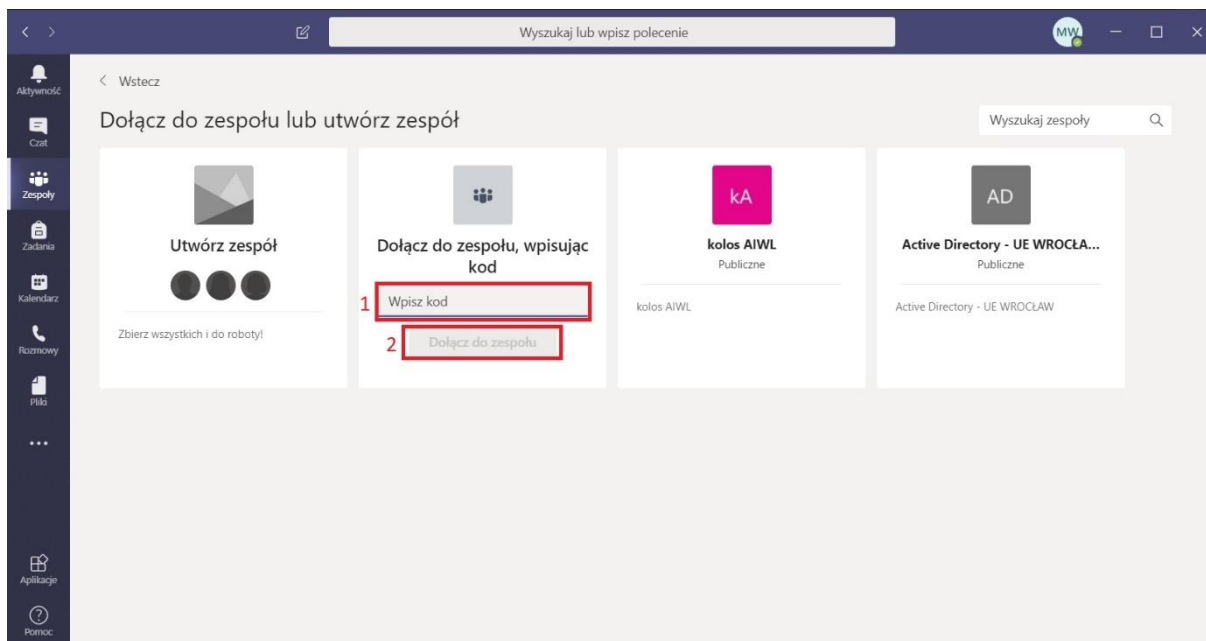 Wyszukaj lub wpisz polecenie
MW
Aktywność
Czat
Zespoły
Zadania
Kalendarz
Rozmowy
Pliki
Aplikacje
Pomoc
Wstecz
Dołącz do zespołu lub utwórz zespół
Wyszukaj zespoły
Utwórz zespół
Zbierz wszystkich i do roboty!
Dołącz do zespołu, wpisując
kod
1 Wpisz kod
2 Dołącz do zespołu
kA
kolos AIWL
Publiczne
kolos AIWL
AD
Active Directory - UE WROCŁA...
Publiczne
Active Directory - UE WROCŁAW